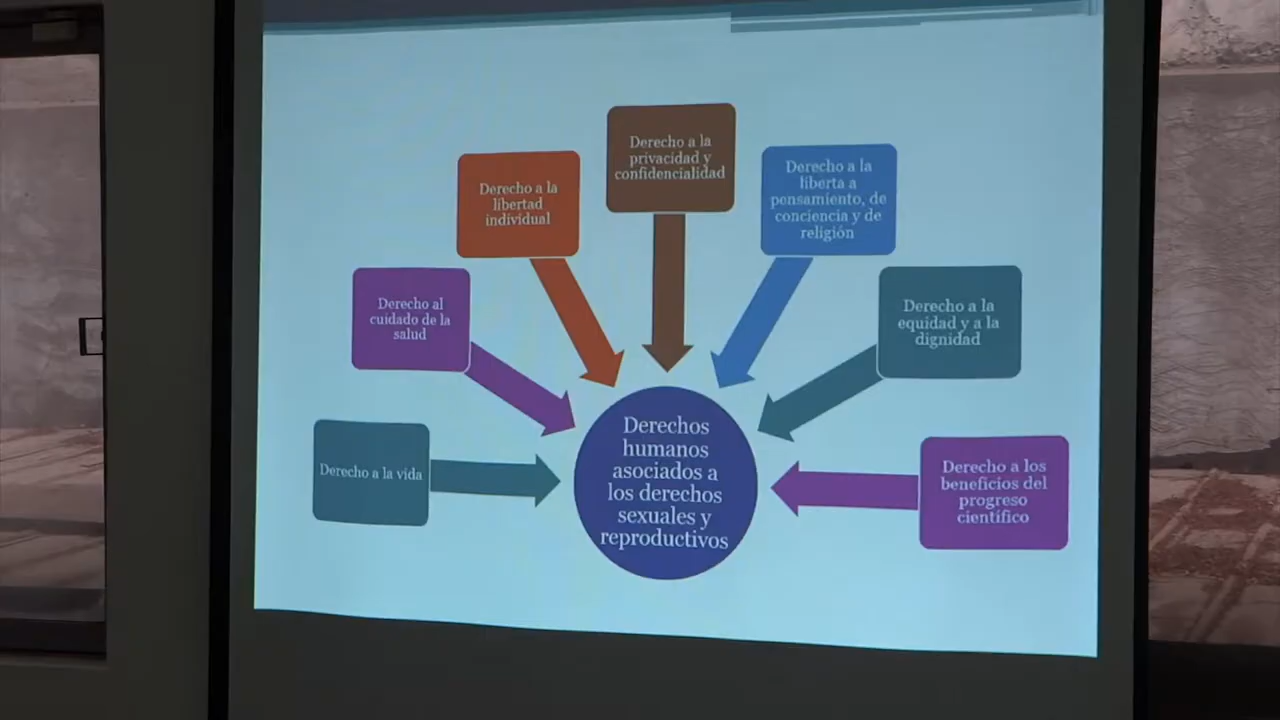 Derecho a la
privacidad y
confidencialidad
Derecho a la
libertad
individual
Derecho a la
liberta a
pensamiento, de
conciencia y de
religión
Derecho al
cuidado de la
salud
Derecho a la
equidad y a la
dignidad
Derecho a la vida
Derechos
humanos
asociados a
los derechos
sexuales y
reproductivos
Derecho a los
beneficios del
progreso
científico